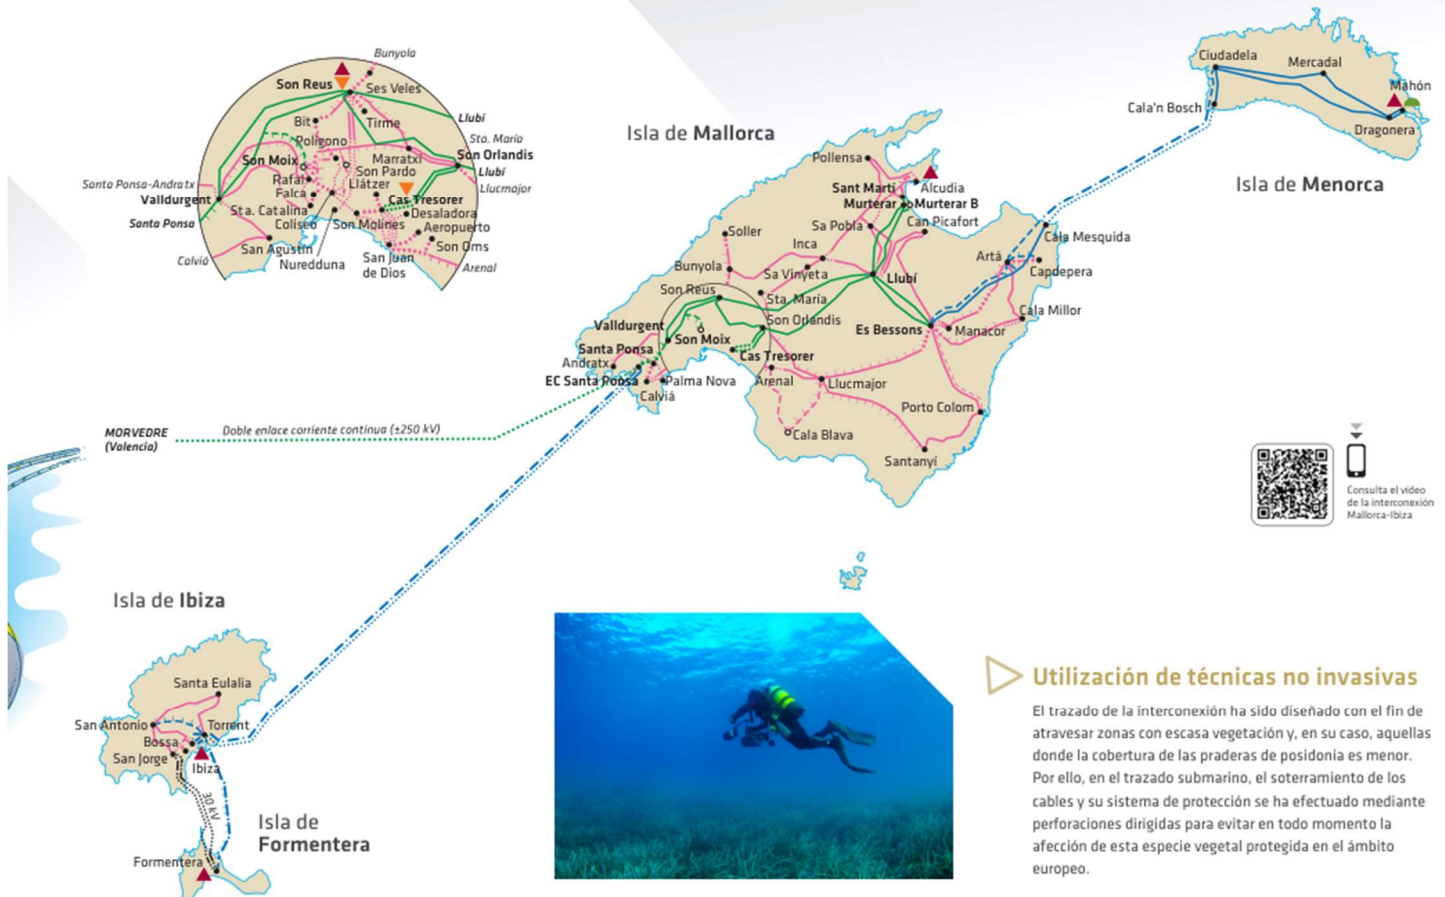 Bunyola
Son Reus
Ses Veles
Bit
Tirme
Llubí
Polígono
Sta. María
Son Moix
Marratxí
Son Orlandis
Son Pardo
Llubí
Santa Ponsa-Andratx
Rafal
Llátzer
Llucmajor
Valldurgent
Falca
Cas Tresorer
Sta. Catalina
Desaladora
Santa Ponsa
Coliseo
Son Molines
Aeropuerto
San Agustín
Son Oms
Calviá
Nuredduna
San Juan
de Dios
Arenal
Isla de Mallorca
Pollensa
Sant Martí
Alcudia
Murterar
Murterar B
Sa Pobla
Can Picafort
Soller
Inca
Bunyola
Sa Vinyeta
Llubí
Artá
Cala Mesquida
Capdepera
Son Reus
Sta. María
Cala Millor
Valldurgent
Son Orlandis
Es Bessons
Manacor
Son Moix
Santa Ponsa
Cas Tresorer
Andratx
EC Santa Ponsa
Palma Nova
Arenal
Llucmajor
Calviá
Porto Colom
Cala Blava
Santanyí
Ciudadela
Mercadal
Mahón
Cala'n Bosch
Dragonera
Isla de Menorca
MORVEDRE
(Valencia)
Doble enlace corriente continua (±250 kV)
Consulta el vídeo
de la interconexión
Mallorca-Ibiza
Isla de Ibiza
Santa Eulalia
San Antonio
Torrent
Bossa
San Jorge
Ibiza
30 kV
Isla de
Formentera
Formentera
Utilización de técnicas no invasivas
El trazado de la interconexión ha sido diseñado con el fin de
atravesar zonas con escasa vegetación y, en su caso, aquellas
donde la cobertura de las praderas de posidonia es menor.
Por ello, en el trazado submarino, el soterramiento de los
cables y su sistema de protección se ha efectuado mediante
perforaciones dirigidas para evitar en todo momento la
afección de esta especie vegetal protegida en el ámbito
europeo.